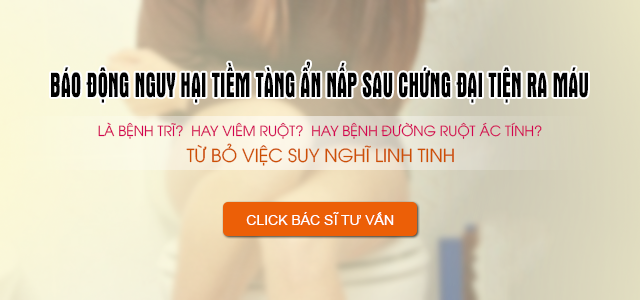 BÁO ĐỘNG NGUY HẠI TIỀM TÀNG ẨN NẤP SAU CHỨNG ĐẠI TIỆN RA MÁU
LÀ BỆNH TRĨ? HAY VIÊM RUỘT? HAY BỆNH ĐƯỜNG RUỘT ÁC TÍNH?
TỪ BỎ VIỆC SUY NGHĨ LINH TINH
CLICK BÁC SĨ TƯ VẤN